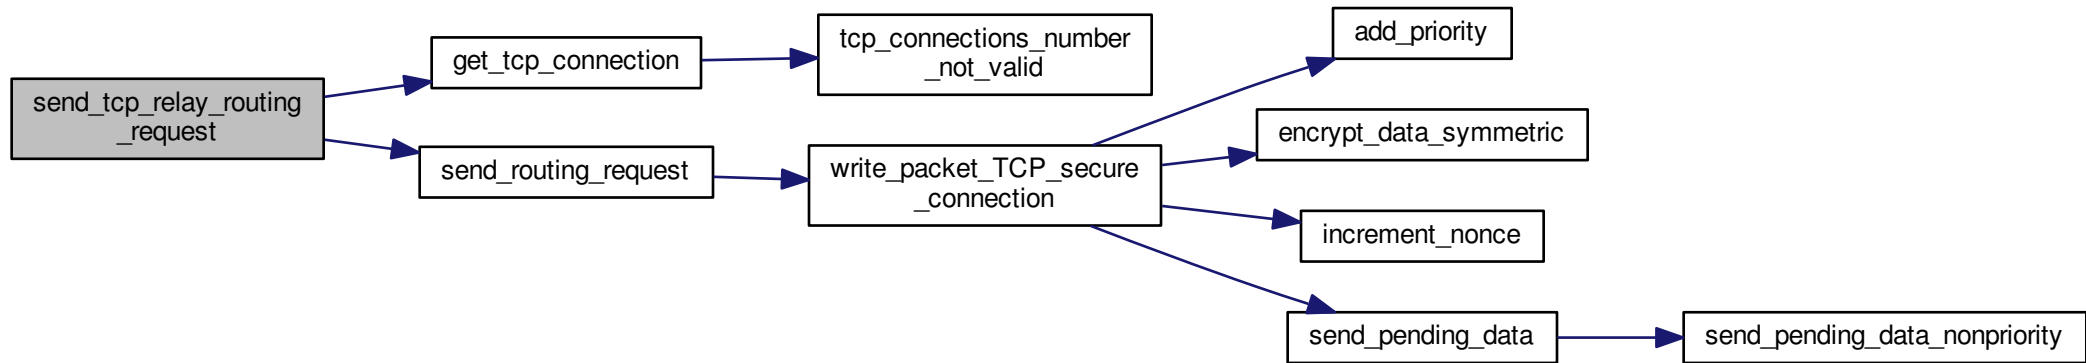 send_tcp_relay_routing
_request
get_tcp_connection
send_routing_request
tcp_connections_number
_not_valid
write_packet_TCP_secure
_connection
add_priority
encrypt_data_symmetric
increment_nonce
send_pending_data
send_pending_data_nonpriority